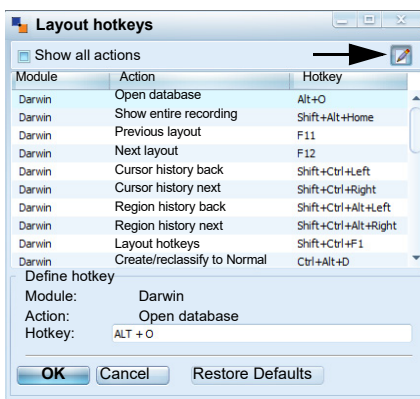 Layout hotkeys
Show all actions
Module Action Hotkey
Darwin Open database Alt+O
Darwin Show entire recording Shift+Alt+Home
Darwin Previous layout F11
Darwin Next layout F12
Darwin Cursor history back Shift+Ctrl+Left
Darwin Cursor history next Shift+Ctrl+Right
Darwin Region history back Shift+Ctrl+Alt+Left
Darwin Region history next Shift+Ctrl+Alt+Right
Darwin Layout hotkeys Shift+Ctrl+F1
Darwin Create/reclassify to Normal Ctrl+Alt+D
Define hotkey
Module: Darwin
Action: Open database
Hotkey: ALT + O
OK Cancel Restore Defaults